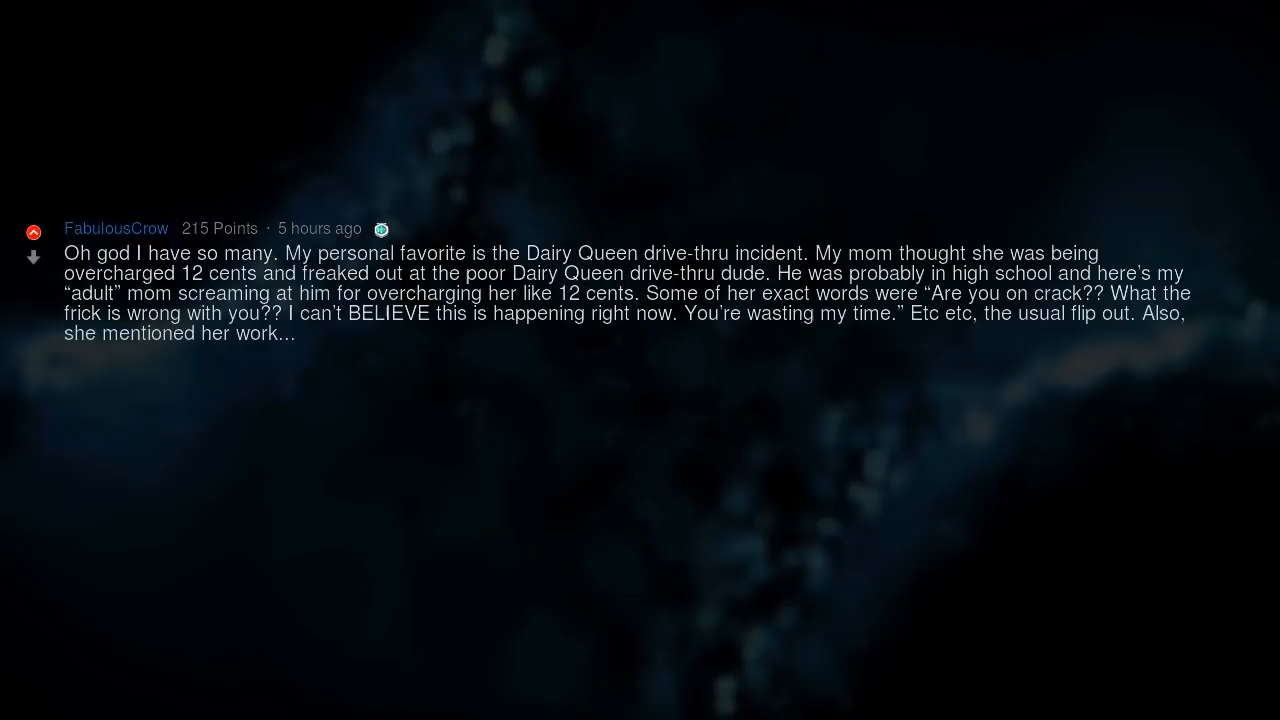 FabulousCrow 215 Points · 5 hours ago
Oh god I have so many. My personal favorite is the Dairy Queen drive-thru incident. My mom thought she was being
overcharged 12 cents and freaked out at the poor Dairy Queen drive-thru dude. He was probably in high school and here's my
“adult” mom screaming at him for overcharging her like 12 cents. Some of her exact words were “Are you on crack?? What the
frick is wrong with you?? I can't BELIEVE this is happening right now. You're wasting my time.” Etc etc, the usual flip out. Also,
she mentioned her work...